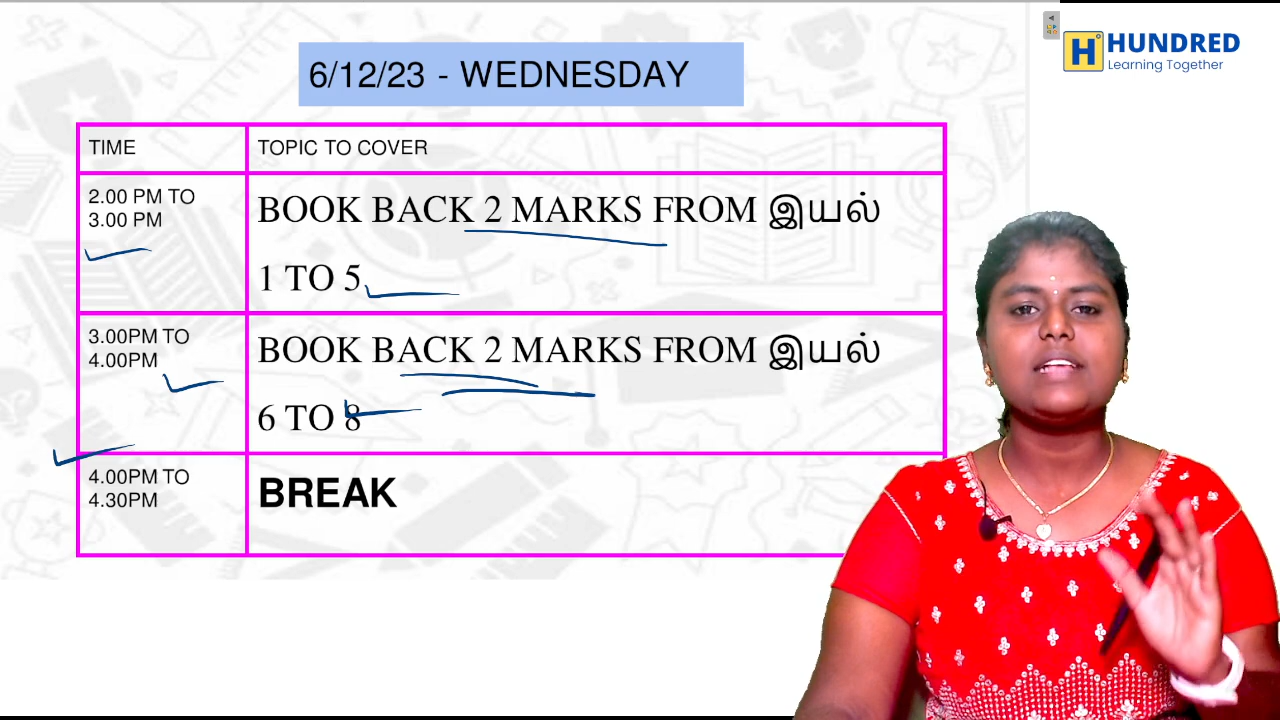 HUNDRED
Learning Together
6/12/23 - WEDNESDAY
TIME
TOPIC TO COVER
2.00 PM TO
3.00 PM
BOOK BACK 2 MARKS FROM இயல்
1 TO 5
3.00PM TO
4.00PM
BOOK BACK 2 MARKS FROM இயல்
6 TO 8
4.00PM TO
4.30PM
BREAK